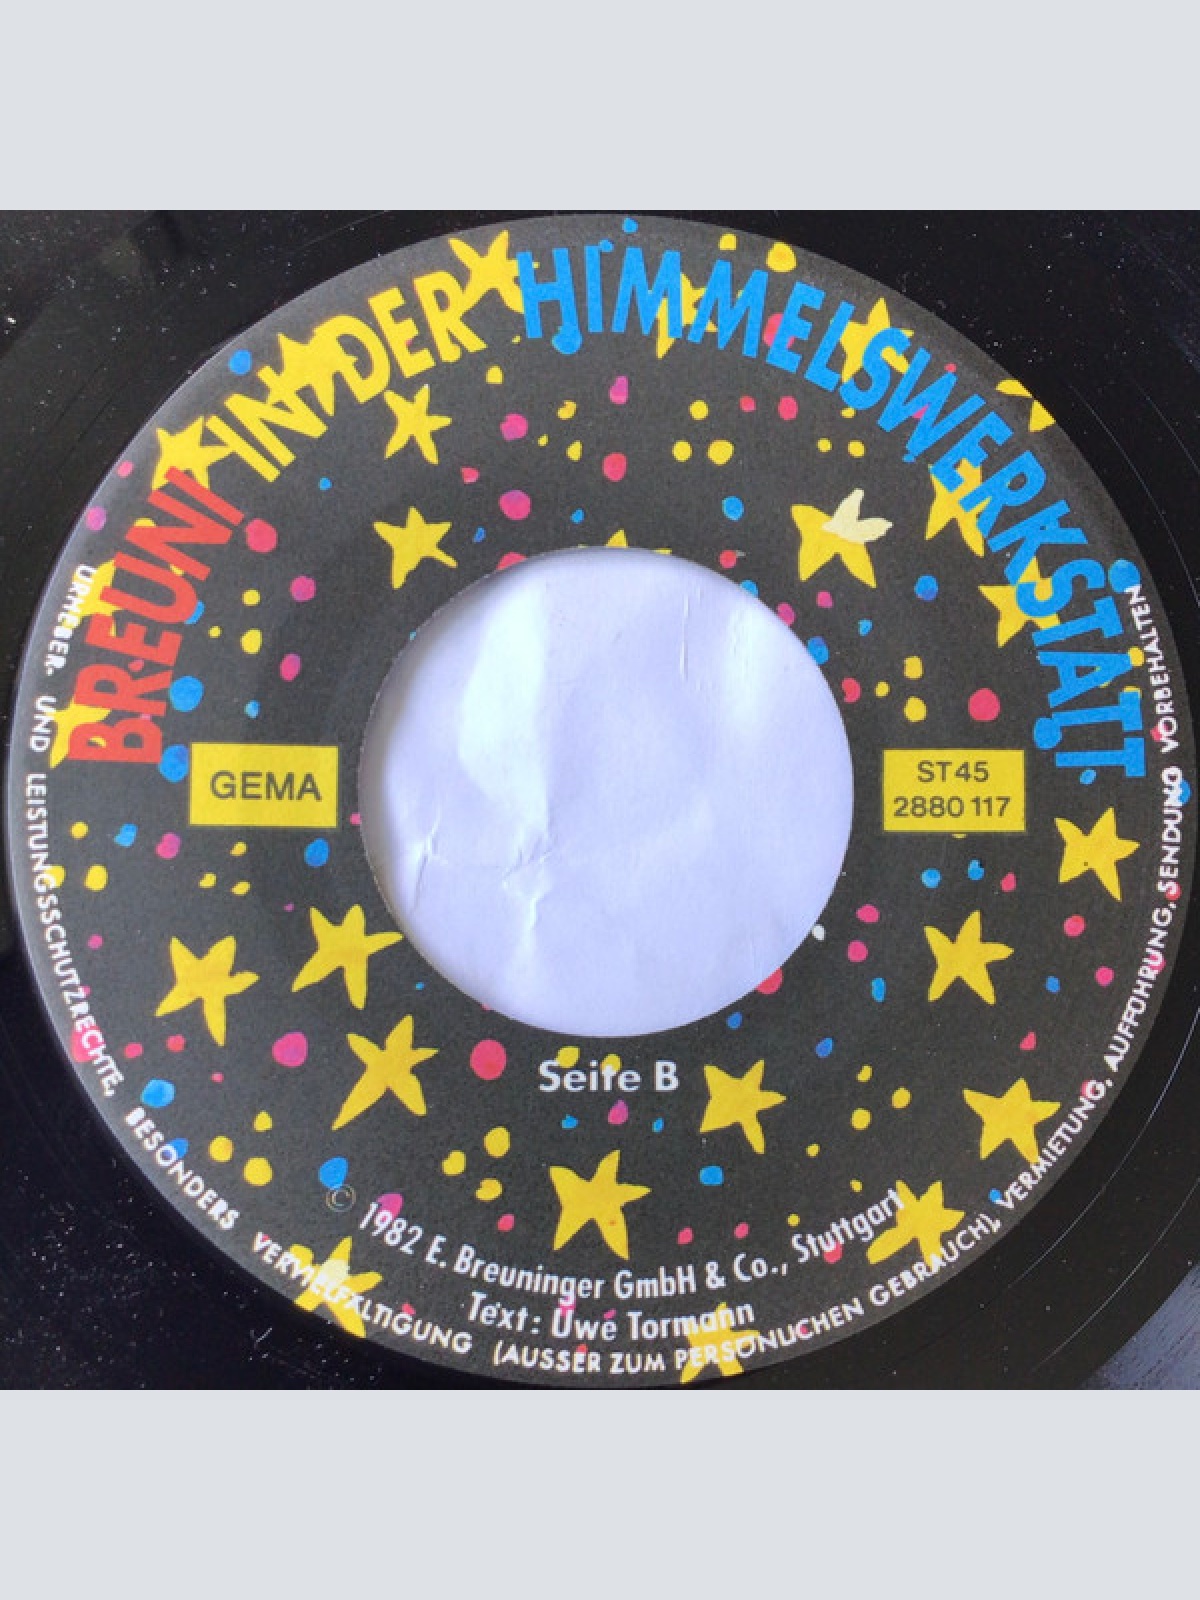 BREUNI IN DER HIMMELSWERKSTATT
GEMA
ST45
2880 117
Seite B
© 1982 E. Breuninger GmbH & Co., Stuttgart
Text: Uwe Tormann
URHEBER- UND LEISTUNGSSCHUTZRECHTE, BESONDERS VERVIELFÄLTIGUNG (AUSSER ZUM PERSÖNLICHEN GEBRAUCH), VERMIETUNG, AUFFÜHRUNG, SENDUNG VORBEHALTEN